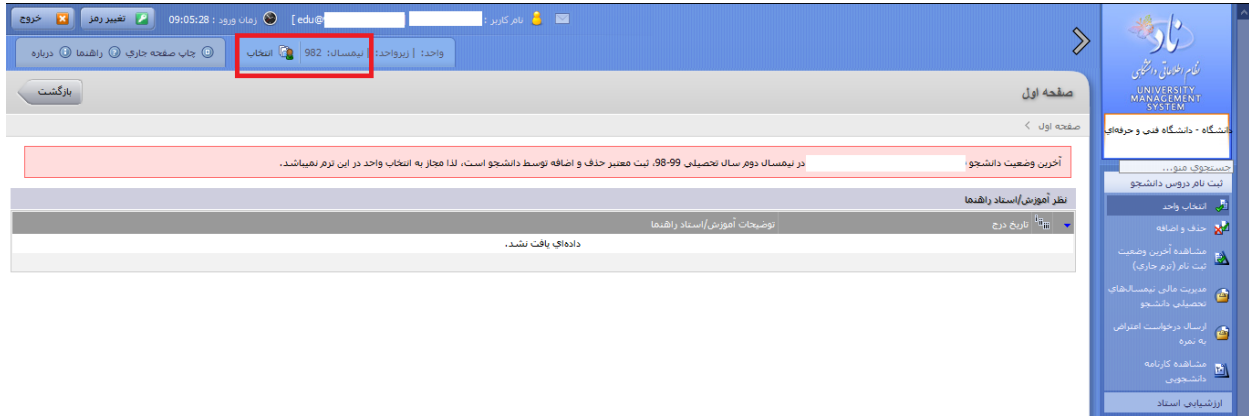 نام کاربر :
[ edu@
زمان ورود : 09:05:28
تغییر رمز
خروج
واحد: | زیرواحد: | نیمسال: 982
انتخاب
چاپ صفحه جاری
راهنما
درباره
صفحه اول
بازگشت
صفحه اول >
آخرین وضعیت دانشجو
در نیمسال دوم سال تحصیلی 99-98، ثبت معتبر حذف و اضافه توسط دانشجو است، لذا مجاز به انتخاب واحد در این ترم نمیباشد.
نظر آموزش/استاد راهنما
تاریخ درج
توضیحات آموزش/استاد راهنما
داده‌ای یافت نشد.
ناد
نظام اطلاعاتی دانشگاهی
UNIVERSITY
MANAGEMENT
SYSTEM
دانشگاه - دانشگاه فنی و حرفه‌ای
جستجوی منو...
ثبت نام دروس دانشجو
انتخاب واحد
حذف و اضافه
مشاهده آخرین وضعیت
ثبت نام (ترم جاری)
مدیریت مالی نیمسال‌های
تحصیلی دانشجو
ارسال درخواست اعتراض
به نمره
مشاهده کارنامه
دانشجویی
ارزشیابی استاد